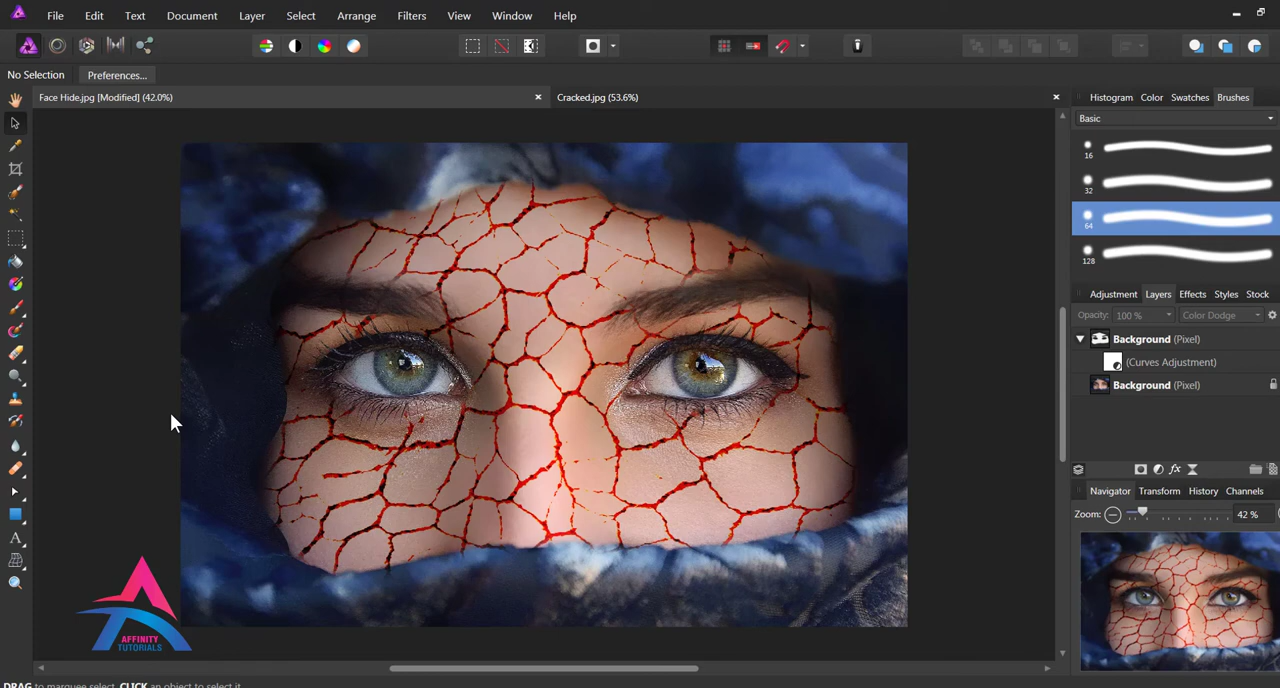 File Edit Text Document Layer Select Arrange Filters View Window Help
No Selection Preferences...
Face Hide.jpg [Modified] (42.0%)
Cracked.jpg (53.6%)
Histogram Color Swatches Brushes
Basic
16
32
64
128
Adjustment Layers Effects Styles Stock
Opacity: 100 % Color Dodge
Background (Pixel)
(Curves Adjustment)
Background (Pixel)
Navigator Transform History Channels
Zoom: 42 %
AFFINITY
TUTORIALS
DRAG to marquee select. CLICK an object to select it